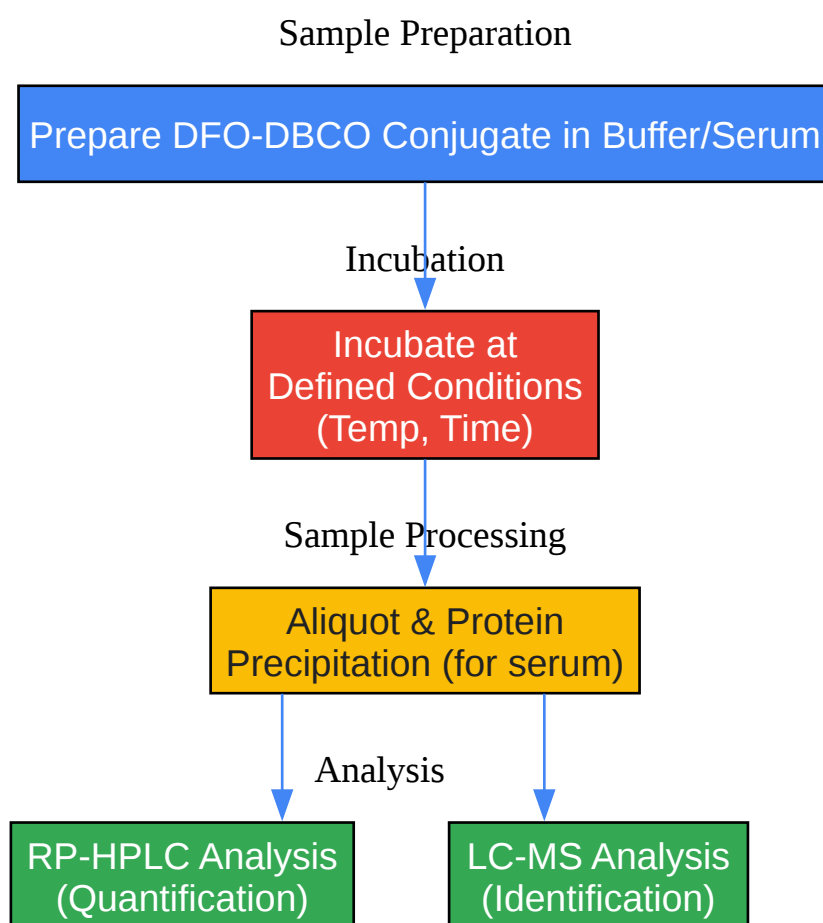 Sample Preparation
Prepare DFO-DBCO Conjugate in Buffer/Serum
Incubation
Incubate at
Defined Conditions
(Temp, Time)
Sample Processing
Aliquot & Protein
Precipitation (for serum)
Analysis
RP-HPLC Analysis
(Quantification)
LC-MS Analysis
(Identification)